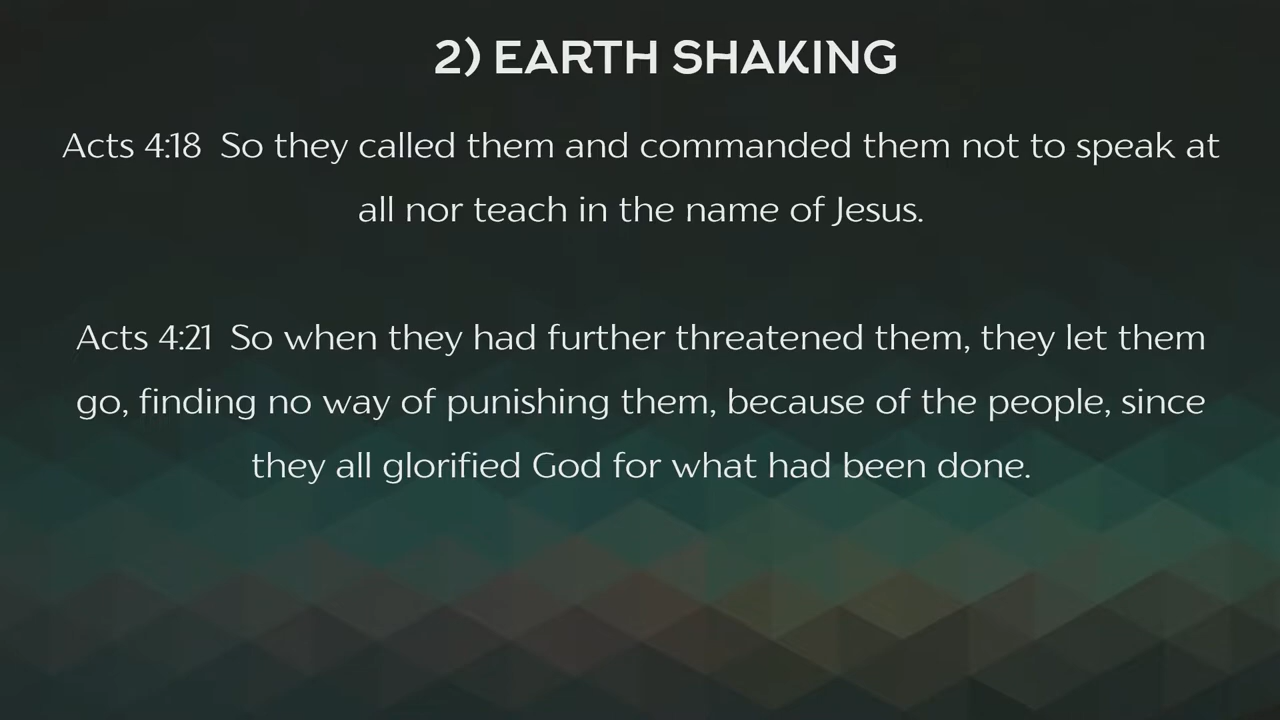 2) EARTH SHAKING
Acts 4:18  So they called them and commanded them not to speak at
all nor teach in the name of Jesus.
Acts 4:21  So when they had further threatened them, they let them
go, finding no way of punishing them, because of the people, since
they all glorified God for what had been done.